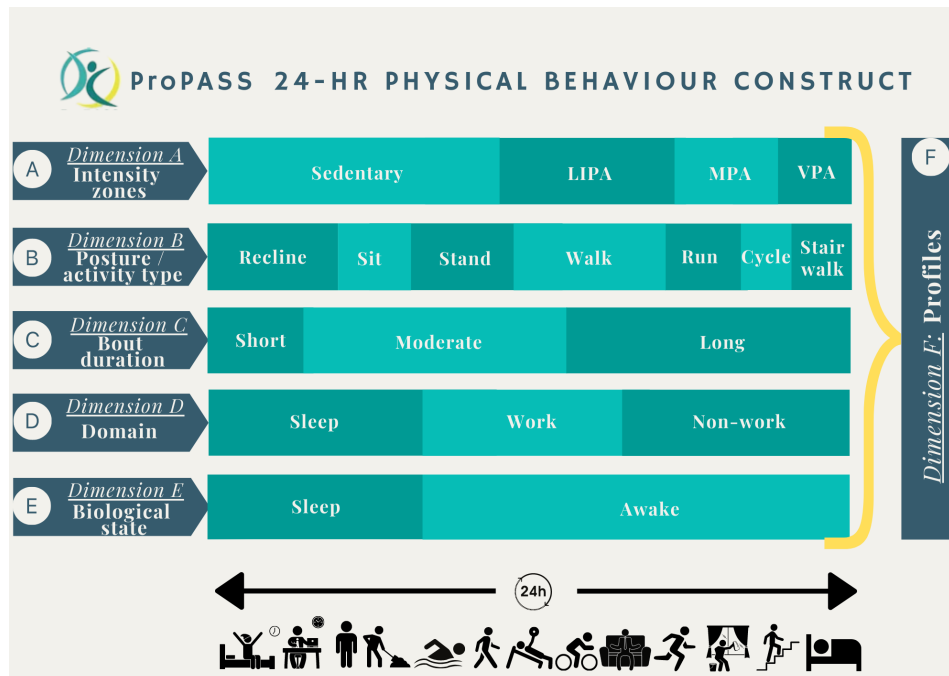 ProPASS 24-HR PHYSICAL BEHAVIOUR CONSTRUCT
A
Dimension A
Intensity
zones
Sedentary
LIPA
MPA
VPA
B
Dimension B
Posture /
activity type
Recline
Sit
Stand
Walk
Run
Cycle
Stair
walk
C
Dimension C
Bout
duration
Short
Moderate
Long
D
Dimension D
Domain
Sleep
Work
Non-work
E
Dimension E
Biological
state
Sleep
Awake
F
Dimension F: Profiles
24h